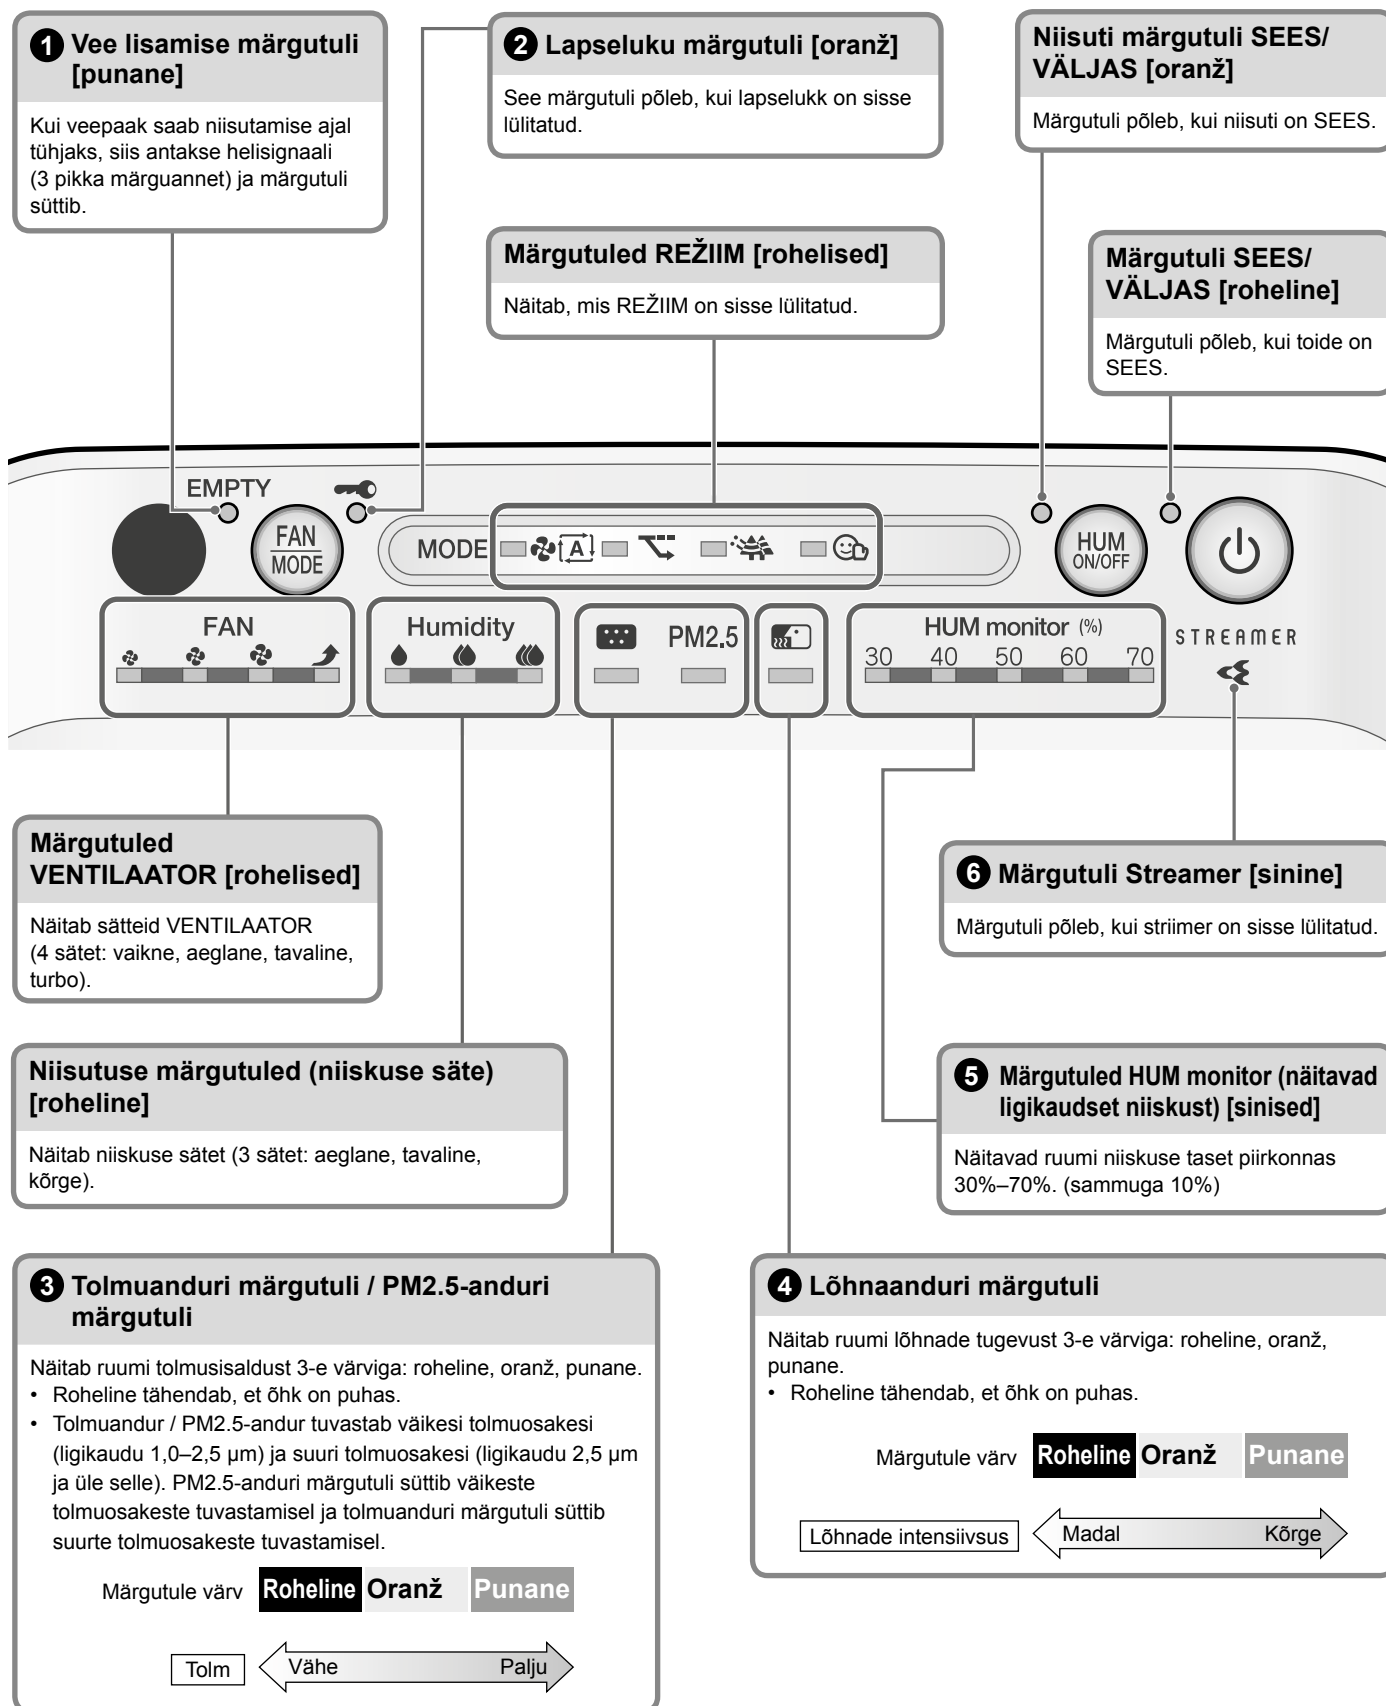 1 Vee lisamise märgutuli
[punane]
Kui veepaak saab niisutamise ajal
tühjaks, siis antakse helisignaali
(3 pikka märguannet) ja märgutuli
süttib.
2 Lapseluku märgutuli [oranž]
See märgutuli põleb, kui lapselukk on sisse
lülitatud.
Niisuti märgutuli SEES/
VÄLJAS [oranž]
Märgutuli põleb, kui niisuti on SEES.
Märgutuled REŽIIM [rohelised]
Näitab, mis REŽIIM on sisse lülitatud.
Märgutuli SEES/
VÄLJAS [roheline]
Märgutuli põleb, kui toide on
SEES.
EMPTY
FAN
MODE
MODE
A
HUM
ON/OFF
FAN
Humidity
PM2.5
HUM monitor (%)
30 40 50 60 70
STREAMER
Märgutuled
VENTILAATOR [rohelised]
Näitab sätteid VENTILAATOR
(4 sätet: vaikne, aeglane, tavaline,
turbo).
6 Märgutuli Streamer [sinine]
Märgutuli põleb, kui striimer on sisse lülitatud.
Niisutuse märgutuled (niiskuse säte)
[roheline]
Näitab niiskuse sätet (3 sätet: aeglane, tavaline,
kõrge).
5 Märgutuled HUM monitor (näitavad
ligikaudset niiskust) [sinised]
Näitavad ruumi niiskuse taset piirkonnas
30%–70%. (sammuga 10%)
3 Tolmuanduri märgutuli / PM2.5-anduri
märgutuli
Näitab ruumi tolmusisaldust 3-e värviga: roheline, oranž, punane.
• Roheline tähendab, et õhk on puhas.
• Tolmuandur / PM2.5-andur tuvastab väikesi tolmuosakesi
(ligikaudu 1,0–2,5 μm) ja suuri tolmuosakesi (ligikaudu 2,5 μm
ja üle selle). PM2.5-anduri märgutuli süttib väikeste
tolmuosakeste tuvastamisel ja tolmuanduri märgutuli süttib
suurte tolmuosakeste tuvastamisel.
Märgutule värv Roheline Oranž Punane
Tolm Vähe Palju
4 Lõhnaanduri märgutuli
Näitab ruumi lõhnade tugevust 3-e värviga: roheline, oranž,
punane.
• Roheline tähendab, et õhk on puhas.
Märgutule värv Roheline Oranž Punane
Lõhnade intensiivsus Madal Kõrge